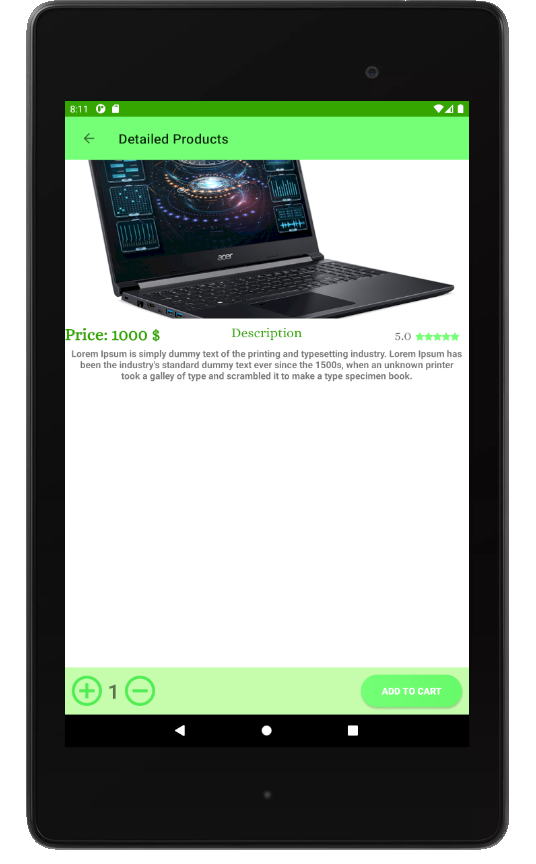 8:11
Detailed Products
acer
Price: 1000 $
Description
5.0
Lorem Ipsum is simply dummy text of the printing and typesetting industry. Lorem Ipsum has
been the industry's standard dummy text ever since the 1500s, when an unknown printer
took a galley of type and scrambled it to make a type specimen book.
1
ADD TO CART